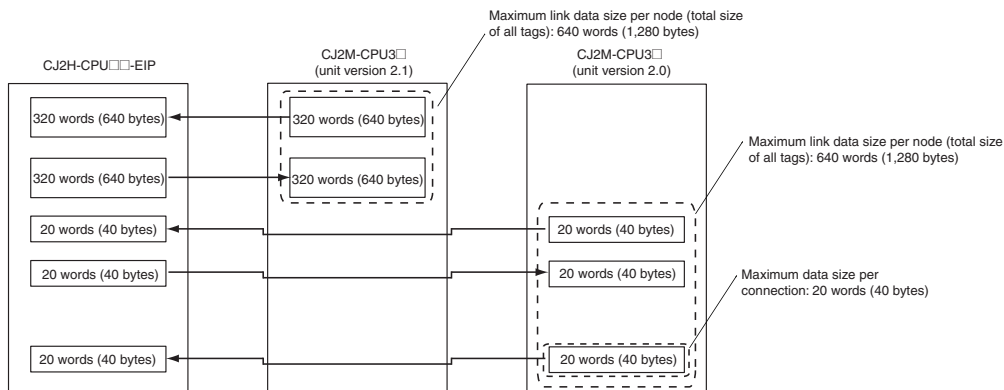 Maximum link data size per node (total size
of all tags): 640 words (1,280 bytes)
CJ2H-CPU□□-EIP
CJ2M-CPU3□
(unit version 2.1)
CJ2M-CPU3□
(unit version 2.0)
320 words (640 bytes)
320 words (640 bytes)
Maximum link data size per node (total size
of all tags): 640 words (1,280 bytes)
320 words (640 bytes)
320 words (640 bytes)
20 words (40 bytes)
20 words (40 bytes)
20 words (40 bytes)
20 words (40 bytes)
Maximum data size per
connection: 20 words (40 bytes)
20 words (40 bytes)
20 words (40 bytes)